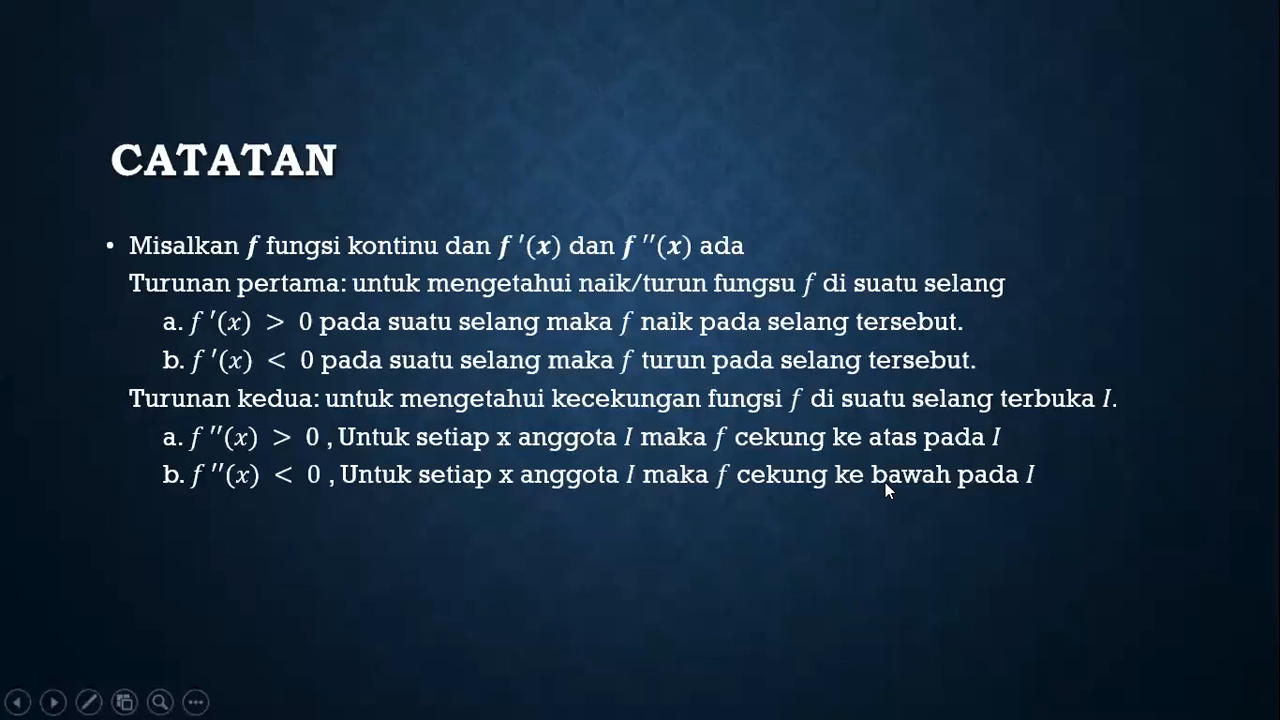 CATATAN
• Misalkan f fungsi kontinu dan f ′(x) dan f ′′(x) ada
Turunan pertama: untuk mengetahui naik/turun fungsu f di suatu selang
a. f ′(x) > 0 pada suatu selang maka f naik pada selang tersebut.
b. f ′(x) < 0 pada suatu selang maka f turun pada selang tersebut.
Turunan kedua: untuk mengetahui kecekungan fungsi f di suatu selang terbuka I.
a. f ′′(x) > 0 , Untuk setiap x anggota I maka f cekung ke atas pada I
b. f ′′(x) < 0 , Untuk setiap x anggota I maka f cekung ke bawah pada I